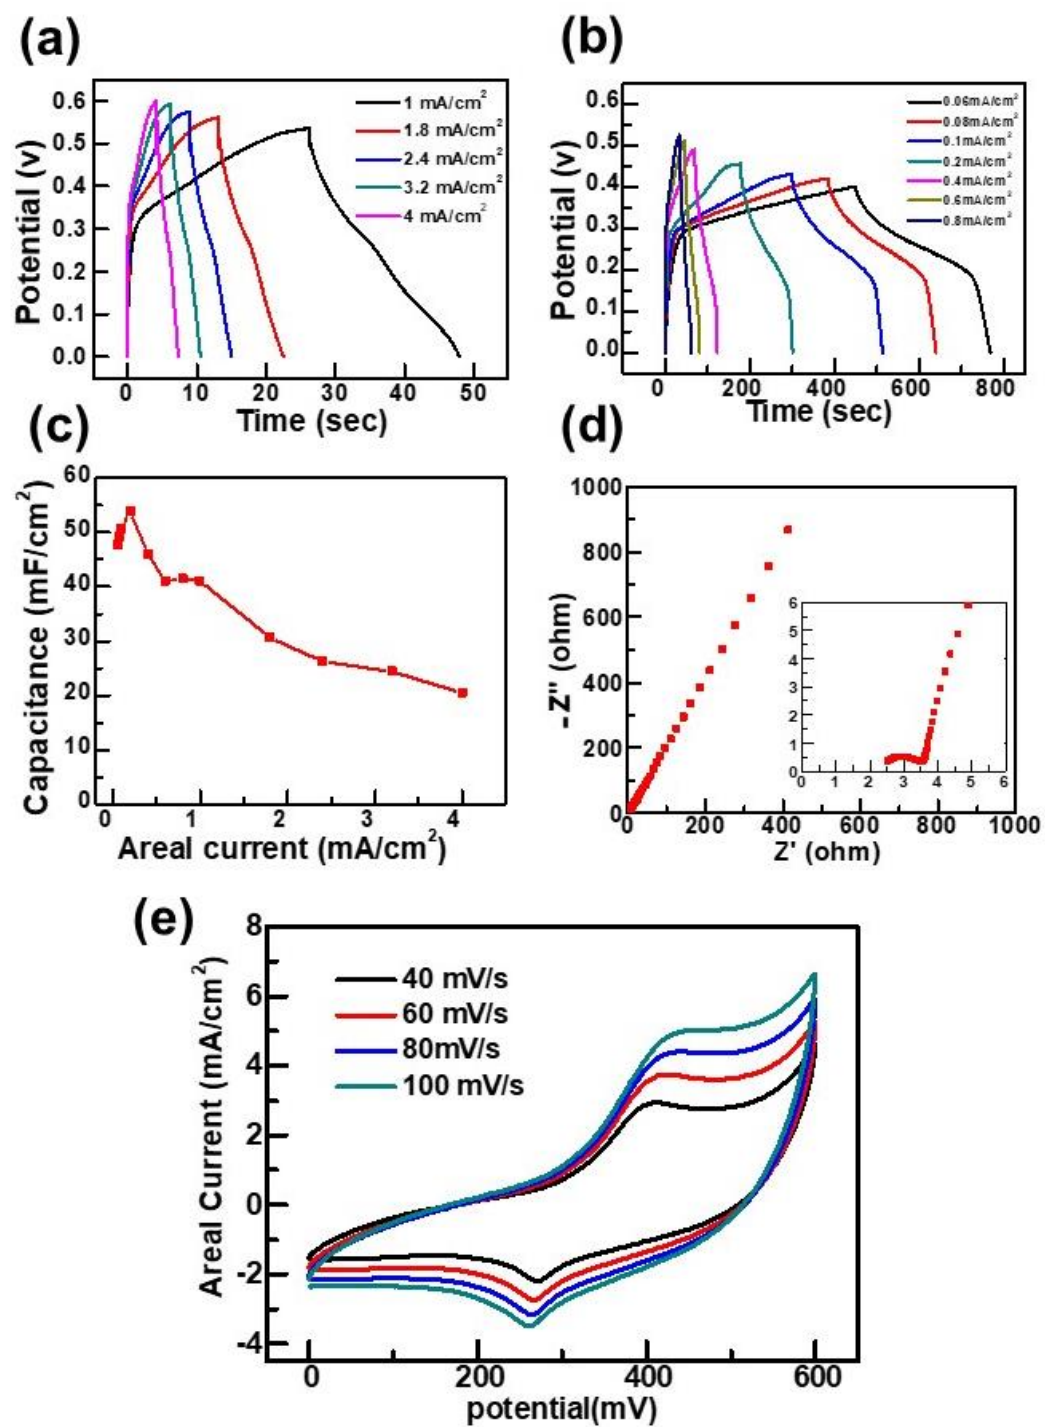 (a)
Potential (v)
0.6
0.5
0.4
0.3
0.2
0.1
0.0
1 mA/cm²
1.8 mA/cm²
2.4 mA/cm²
3.2 mA/cm²
4 mA/cm²
0 10 20 30 40 50
Time (sec)
(b)
Potential (v)
0.6
0.5
0.4
0.3
0.2
0.1
0.0
0.06mA/cm²
0.08mA/cm²
0.1mA/cm²
0.2mA/cm²
0.4mA/cm²
0.6mA/cm²
0.8mA/cm²
0 200 400 600 800
Time (sec)
(c)
Capacitance (mF/cm²)
60
50
40
30
20
10
0
0 1 2 3 4
Areal current (mA/cm²)
(d)
-Z'' (ohm)
1000
800
600
400
200
0
6
5
4
3
2
1
0
0 1 2 3 4 5 6
0 200 400 600 800 1000
Z' (ohm)
(e)
Areal Current (mA/cm²)
8
6
4
2
0
-2
-4
40 mV/s
60 mV/s
80mV/s
100 mV/s
0 200 400 600
potential(mV)